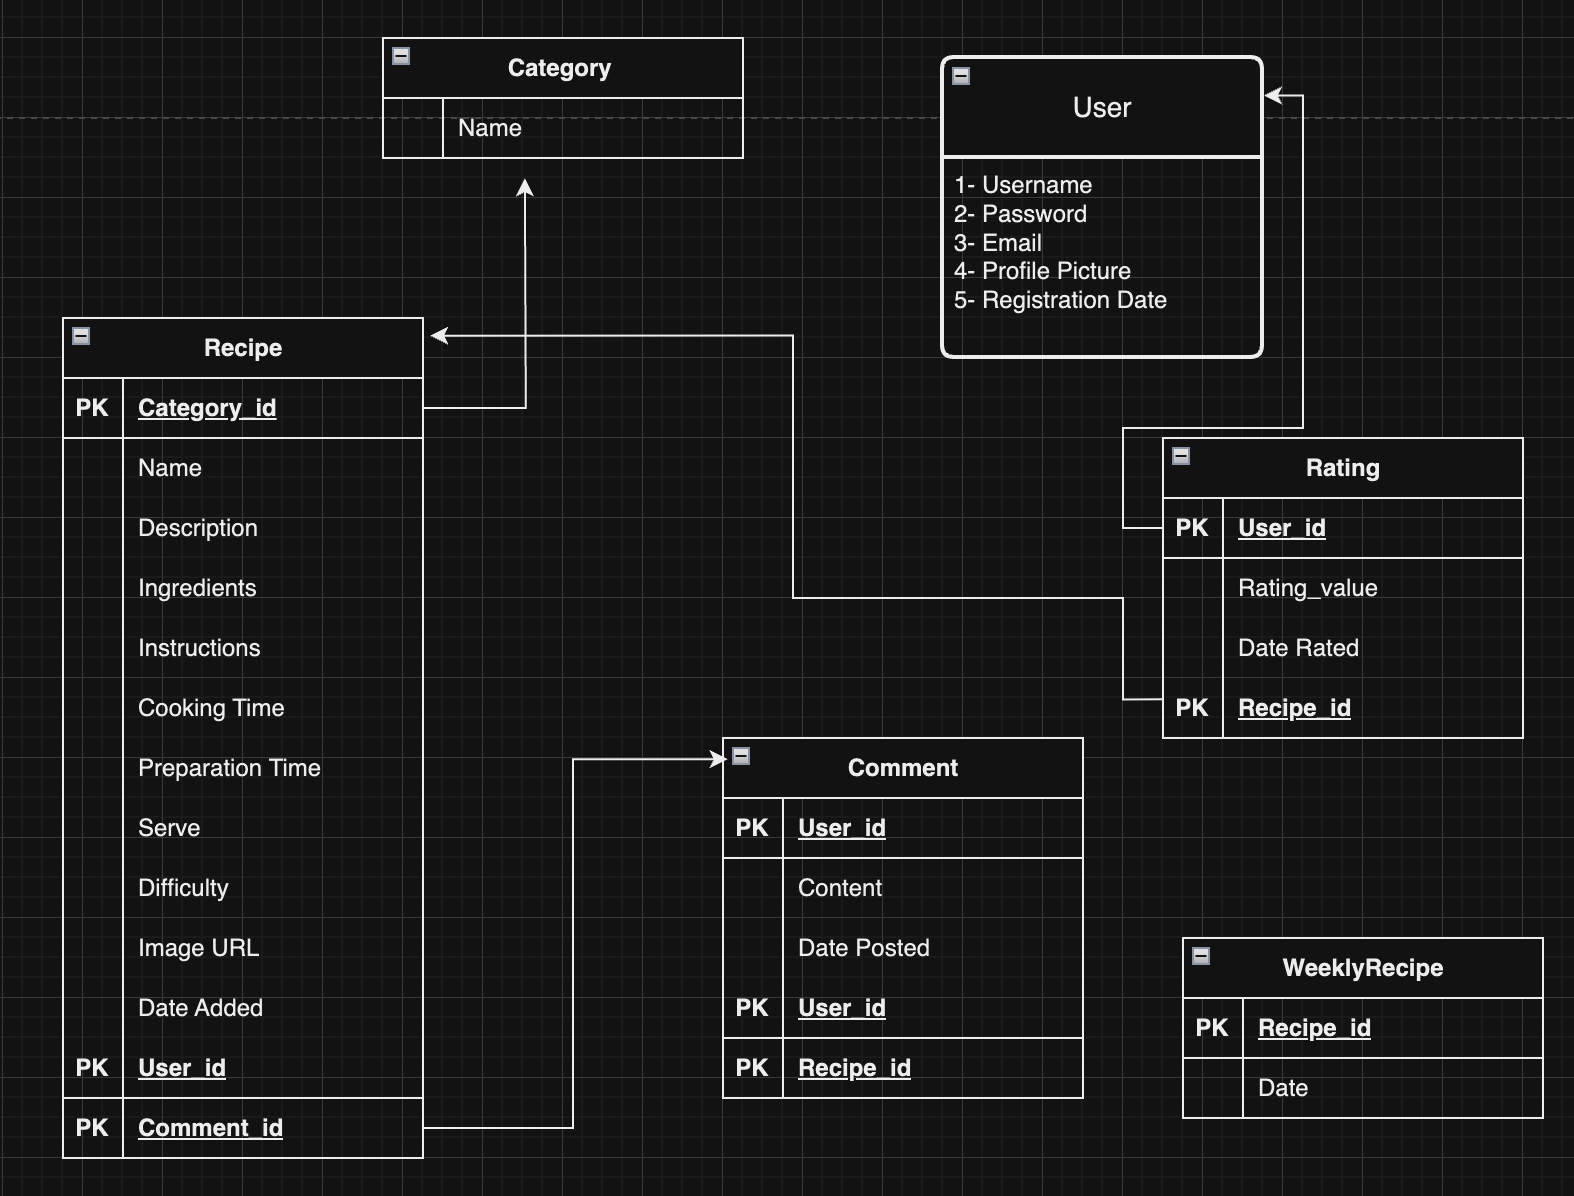 Category
Name
User
1- Username
2- Password
3- Email
4- Profile Picture
5- Registration Date
Recipe
PK Category_id
Name
Description
Ingredients
Instructions
Cooking Time
Preparation Time
Serve
Difficulty
Image URL
Date Added
PK User_id
PK Comment_id
Rating
PK User_id
Rating_value
Date Rated
PK Recipe_id
Comment
PK User_id
Content
Date Posted
PK User_id
PK Recipe_id
WeeklyRecipe
PK Recipe_id
Date